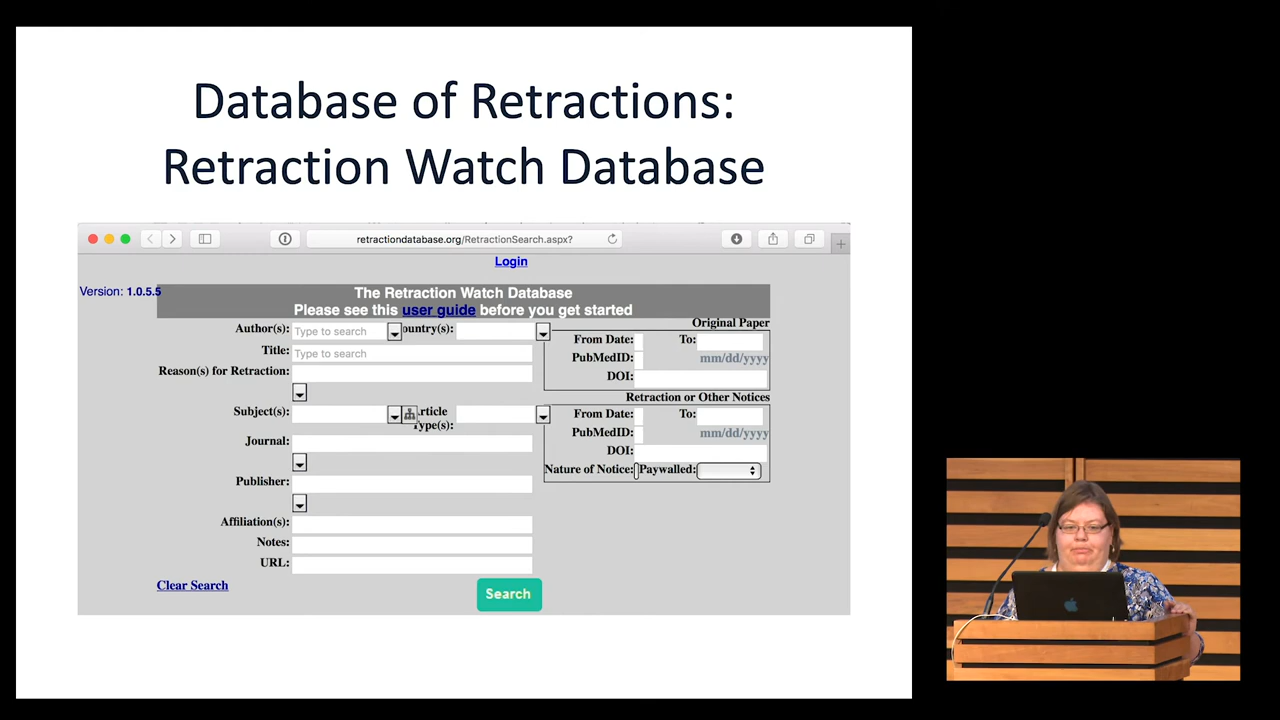 Database of Retractions:
Retraction Watch Database
retractiondatabase.org/RetractionSearch.aspx?
Login
Version: 1.0.5.5
The Retraction Watch Database
Please see this user guide before you get started
Author(s): Type to search ountry(s):
Title: Type to search
Reason(s) for Retraction:
Subject(s): rticle
ype(s):
Journal:
Publisher:
Affiliation(s):
Notes:
URL:
Clear Search
Search
Original Paper
From Date: To:
PubMedID: mm/dd/yyyy
DOI:
Retraction or Other Notices
From Date: To:
PubMedID: mm/dd/yyyy
DOI:
Nature of Notice: Paywalled: